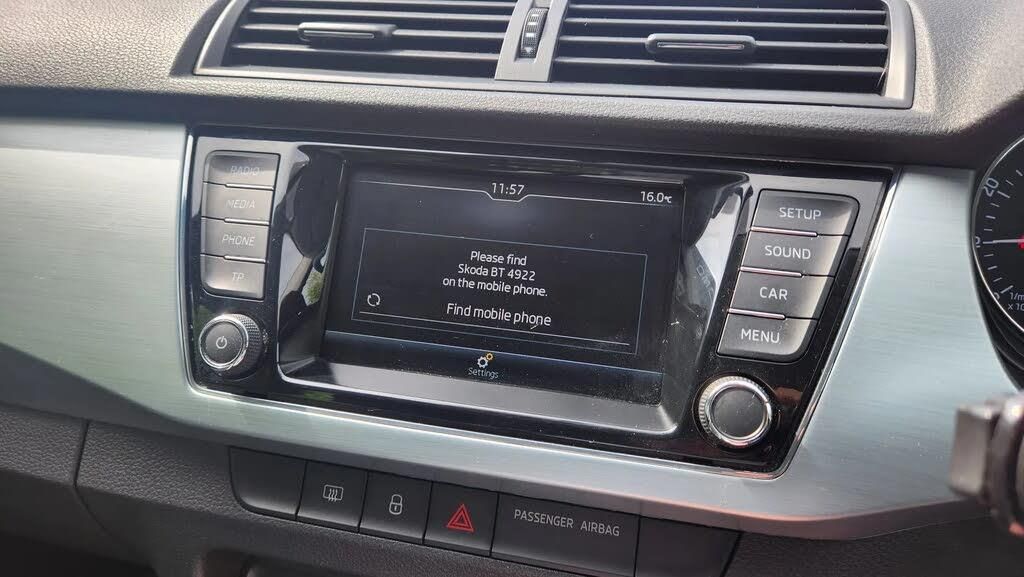 RADIO
MEDIA
PHONE
TP
11:57
16.0°C
Please find
Skoda BT 4922
on the mobile phone.
Find mobile phone
Settings
SETUP
SOUND
CAR
MENU
20
PASSENGER AIRBAG